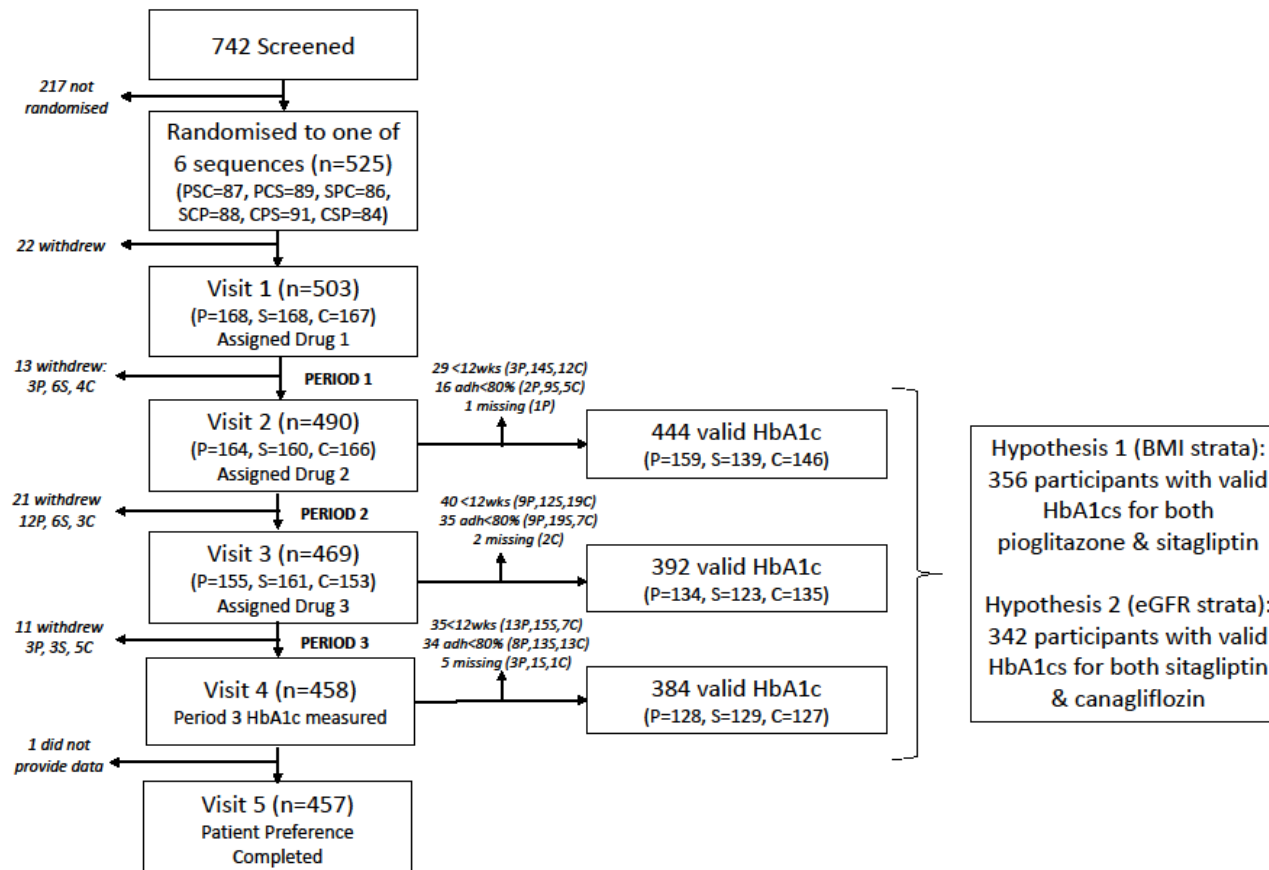 742 Screened
217 not
randomised
Randomised to one of
6 sequences (n=525)
(PSC=87, PCS=89, SPC=86,
SCP=88, CPS=91, CSP=84)
22 withdrew
Visit 1 (n=503)
(P=168, S=168, C=167)
Assigned Drug 1
13 withdrew:
3P, 6S, 4C
PERIOD 1
29 <12wks (3P,14S,12C)
16 adh<80% (2P,9S,5C)
1 missing (1P)
Visit 2 (n=490)
(P=164, S=160, C=166)
Assigned Drug 2
444 valid HbA1c
(P=159, S=139, C=146)
21 withdrew
12P, 6S, 3C
PERIOD 2
40 <12wks (9P,12S,19C)
35 adh<80% (9P,19S,7C)
2 missing (2C)
Visit 3 (n=469)
(P=155, S=161, C=153)
Assigned Drug 3
392 valid HbA1c
(P=134, S=123, C=135)
11 withdrew
3P, 3S, 5C
PERIOD 3
35<12wks (13P,15S,7C)
34 adh<80% (8P,13S,13C)
5 missing (3P,1S,1C)
Visit 4 (n=458)
Period 3 HbA1c measured
384 valid HbA1c
(P=128, S=129, C=127)
1 did not
provide data
Visit 5 (n=457)
Patient Preference
Completed
Hypothesis 1 (BMI strata):
356 participants with valid
HbA1cs for both
pioglitazone & sitagliptin
Hypothesis 2 (eGFR strata):
342 participants with valid
HbA1cs for both sitagliptin
& canagliflozin